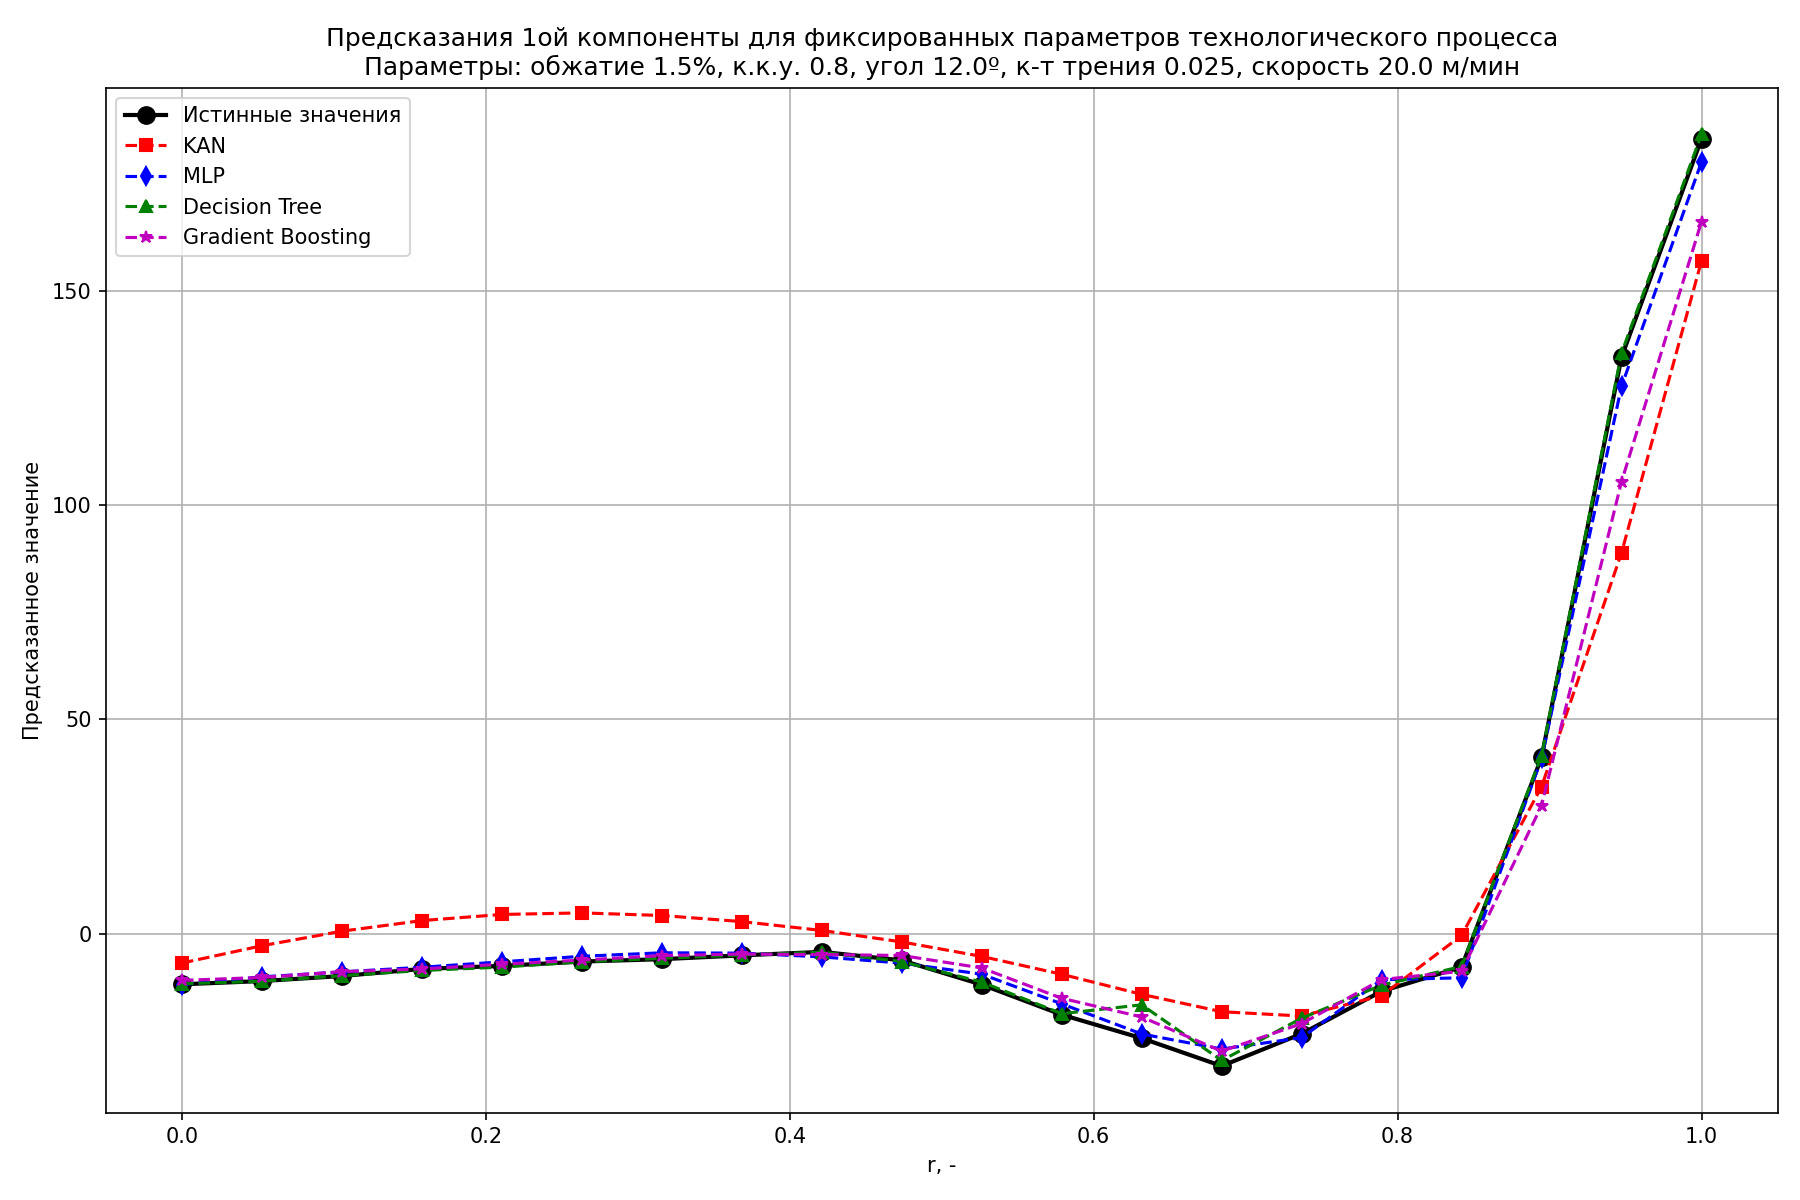 Предсказания 1ой компоненты для фиксированных параметров технологического процесса
Параметры: обжатие 1.5%, к.к.у. 0.8, угол 12.0º, к-т трения 0.025, скорость 20.0 м/мин
Истинные значения
KAN
MLP
Decision Tree
Gradient Boosting
Предсказанное значение
150
100
50
0
0.0 0.2 0.4 0.6 0.8 1.0
r, -